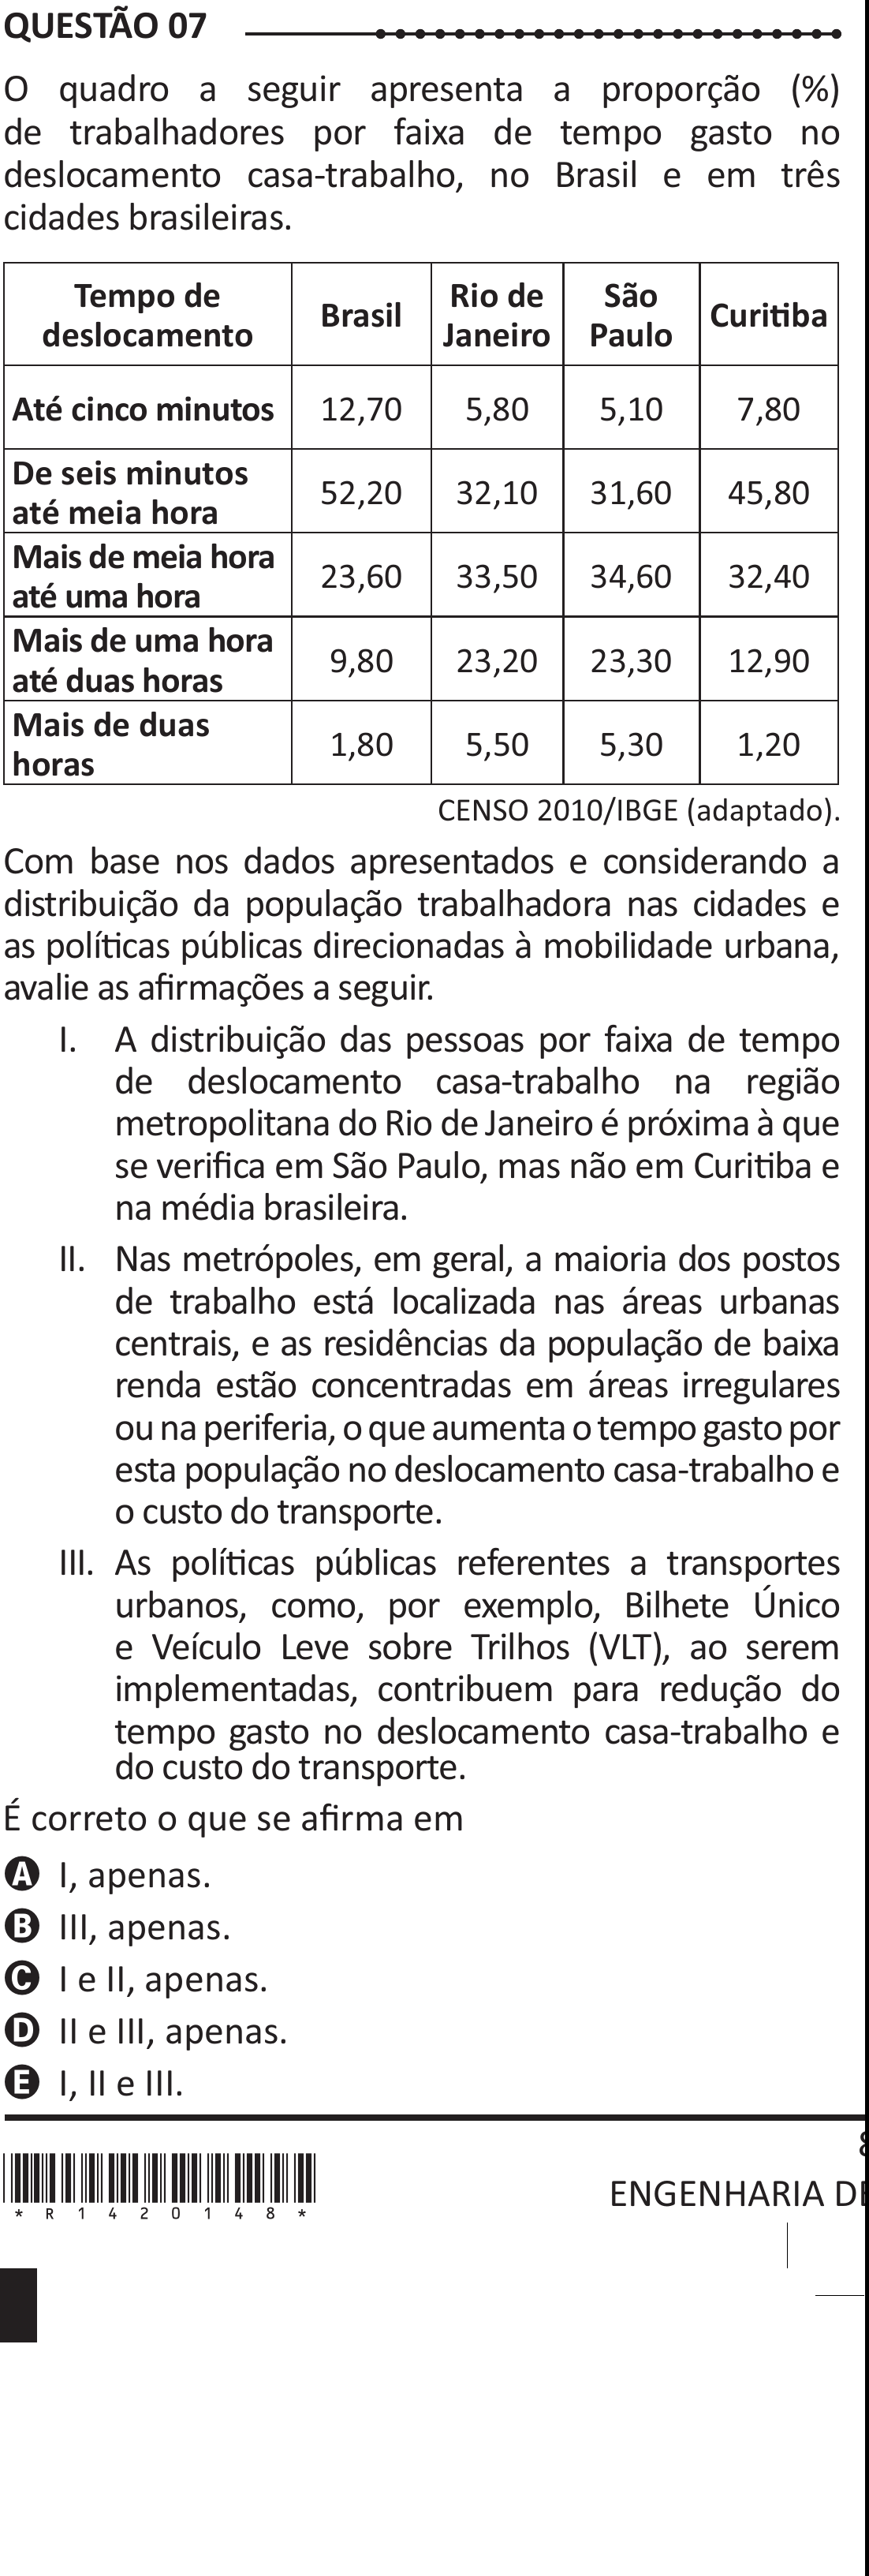 QUESTÃO 07
O quadro a seguir apresenta a proporção (%)
de trabalhadores por faixa de tempo gasto no
deslocamento casa-trabalho, no Brasil e em três
cidades brasileiras.
Tempo de deslocamento Brasil Rio de Janeiro São Paulo Curitiba
Até cinco minutos 12,70 5,80 5,10 7,80
De seis minutos até meia hora 52,20 32,10 31,60 45,80
Mais de meia hora até uma hora 23,60 33,50 34,60 32,40
Mais de uma hora até duas horas 9,80 23,20 23,30 12,90
Mais de duas horas 1,80 5,50 5,30 1,20
CENSO 2010/IBGE (adaptado).
Com base nos dados apresentados e considerando a
distribuição da população trabalhadora nas cidades e
as políticas públicas direcionadas à mobilidade urbana,
avalie as afirmações a seguir.
I. A distribuição das pessoas por faixa de tempo
de deslocamento casa-trabalho na região
metropolitana do Rio de Janeiro é próxima à que
se verifica em São Paulo, mas não em Curitiba e
na média brasileira.
II. Nas metrópoles, em geral, a maioria dos postos
de trabalho está localizada nas áreas urbanas
centrais, e as residências da população de baixa
renda estão concentradas em áreas irregulares
ou na periferia, o que aumenta o tempo gasto por
esta população no deslocamento casa-trabalho e
o custo do transporte.
III. As políticas públicas referentes a transportes
urbanos, como, por exemplo, Bilhete Único
e Veículo Leve sobre Trilhos (VLT), ao serem
implementadas, contribuem para redução do
tempo gasto no deslocamento casa-trabalho e
do custo do transporte.
É correto o que se afirma em
A I, apenas.
B III, apenas.
C I e II, apenas.
D II e III, apenas.
E I, II e III.
* R 1 4 2 0 1 4 8 *
ENGENHARIA DE